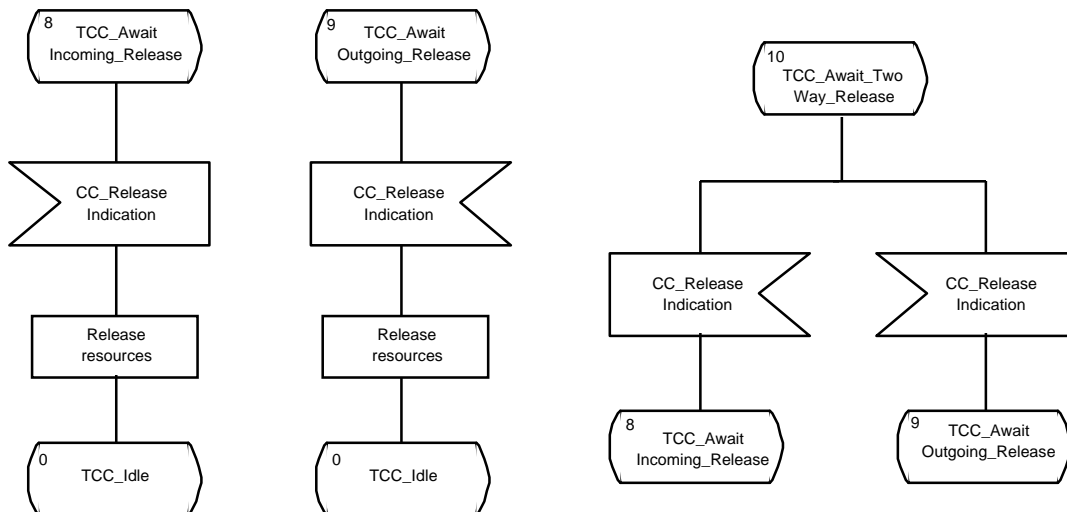 8
TCC_Await
Incoming_Release
CC_Release
Indication
Release
resources
0
TCC_Idle
9
TCC_Await
Outgoing_Release
CC_Release
Indication
Release
resources
0
TCC_Idle
10
TCC_Await_Two
Way_Release
CC_Release
Indication
8
TCC_Await
Incoming_Release
CC_Release
Indication
9
TCC_Await
Outgoing_Release